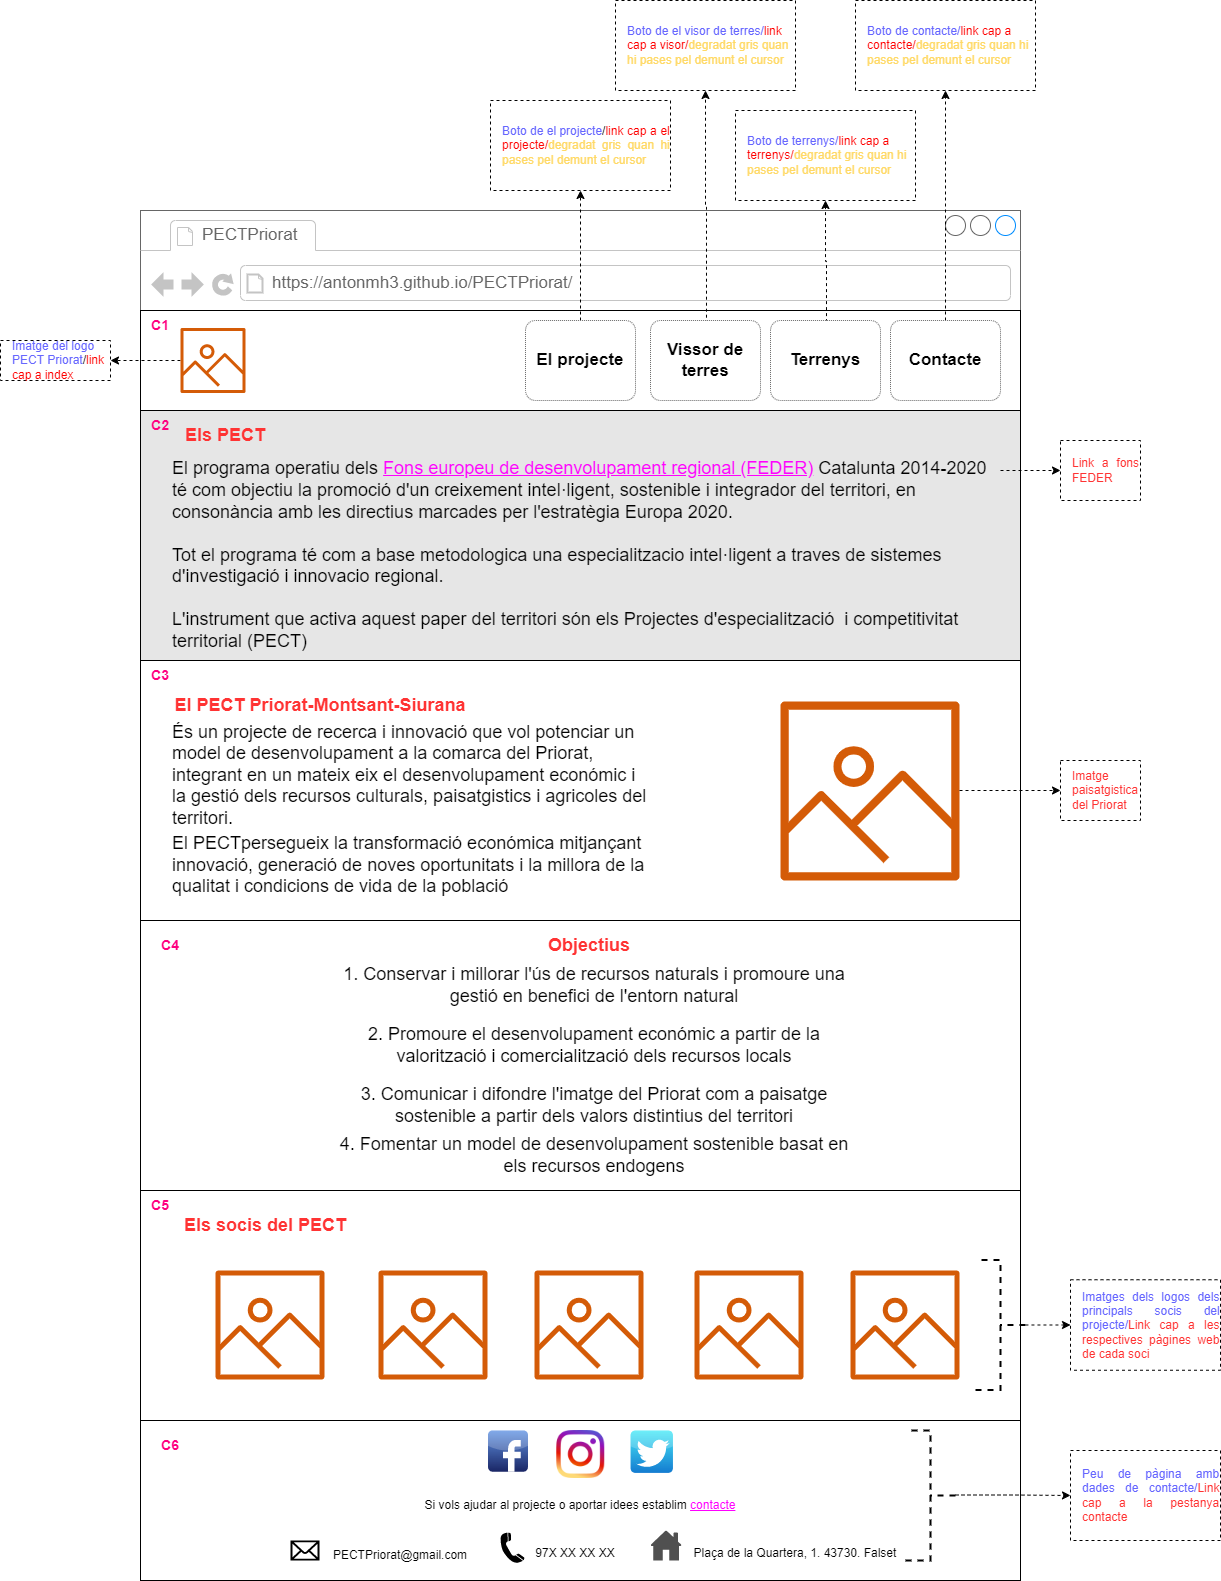 Boto de el visor de terres/link
cap a visor/degradat gris quan
hi pases pel demunt el cursor
Boto de contacte/link cap a
contacte/degradat gris quan hi
pases pel demunt el cursor
Boto de el projecte/link cap a el
projecte/degradat gris quan hi
pases pel demunt el cursor
Boto de terrenys/link cap a
terrenys/degradat gris quan hi
pases pel demunt el cursor
PECTPriorat
https://antonmh3.github.io/PECTPriorat/
C1
Imatge del logo
PECT Priorat/link
cap a index
El projecte
Vissor de
terres
Terrenys
Contacte
C2
Els PECT
El programa operatiu dels Fons europeu de desenvolupament regional (FEDER) Catalunta 2014-2020
té com objectiu la promoció d'un creixement intel·ligent, sostenible i integrador del territori, en
consonància amb les directius marcades per l'estratègia Europa 2020.
Tot el programa té com a base metodologica una especialitzacio intel·ligent a traves de sistemes
d'investigació i innovacio regional.
L'instrument que activa aquest paper del territori són els Projectes d'especialització  i competitivitat
territorial (PECT)
Link a fons
FEDER
C3
El PECT Priorat-Montsant-Siurana
És un projecte de recerca i innovació que vol potenciar un
model de desenvolupament a la comarca del Priorat,
integrant en un mateix eix el desenvolupament económic i
la gestió dels recursos culturals, paisatgistics i agricoles del
territori.
El PECTpersegueix la transformació económica mitjançant
innovació, generació de noves oportunitats i la millora de la
qualitat i condicions de vida de la població
Imatge
paisatgistica
del Priorat
C4
Objectius
1. Conservar i millorar l'ús de recursos naturals i promoure una
gestió en benefici de l'entorn natural
2. Promoure el desenvolupament económic a partir de la
valorització i comercialització dels recursos locals
3. Comunicar i difondre l'imatge del Priorat com a paisatge
sostenible a partir dels valors distintius del territori
4. Fomentar un model de desenvolupament sostenible basat en
els recursos endogens
C5
Els socis del PECT
Imatges dels logos dels
principals socis del
projecte/Link cap a les
respectives pàgines web
de cada soci
C6
Si vols ajudar al projecte o aportar idees establim contacte
PECTPriorat@gmail.com
97X XX XX XX
Plaça de la Quartera, 1. 43730. Falset
Peu de pàgina amb
dades de contacte/Link
cap a la pestanya
contacte